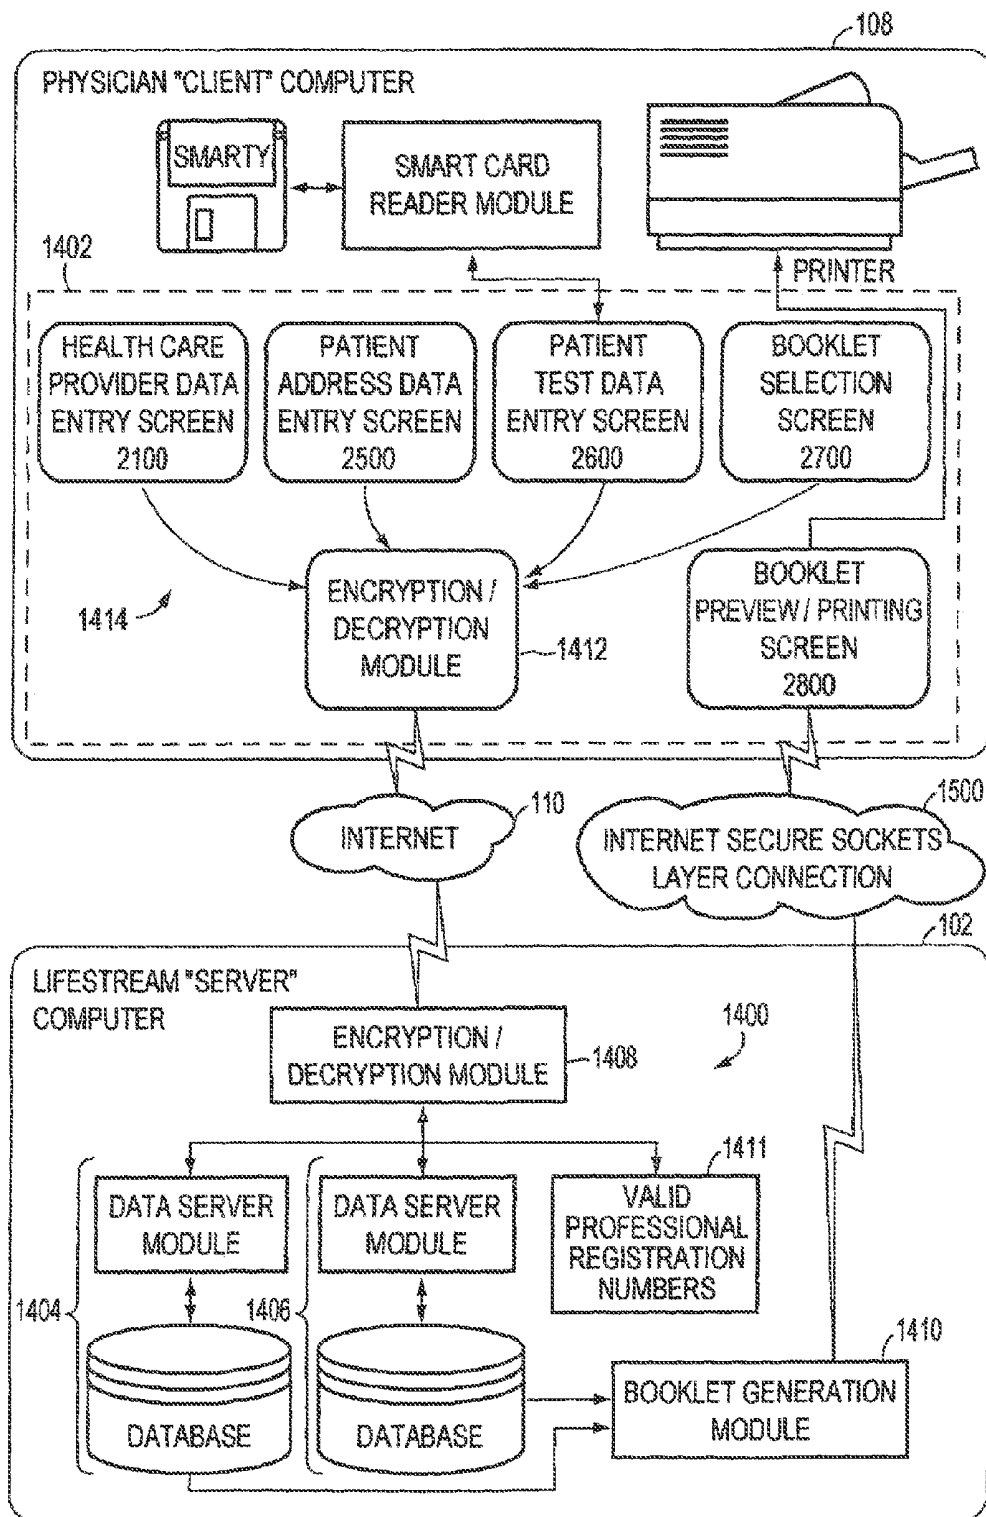 108
PHYSICIAN "CLIENT" COMPUTER
SMARTY
SMART CARD
READER MODULE
PRINTER
1402
HEALTH CARE
PROVIDER DATA
ENTRY SCREEN
2100
PATIENT
ADDRESS DATA
ENTRY SCREEN
2500
PATIENT
TEST DATA
ENTRY SCREEN
2600
BOOKLET
SELECTION
SCREEN
2700
1414
ENCRYPTION /
DECRYPTION
MODULE
1412
BOOKLET
PREVIEW / PRINTING
SCREEN
2800
INTERNET
110
INTERNET SECURE SOCKETS
LAYER CONNECTION
1500
102
LIFESTREAM "SERVER"
COMPUTER
ENCRYPTION /
DECRYPTION MODULE
1408
1400
1404
DATA SERVER
MODULE
DATABASE
1406
DATA SERVER
MODULE
DATABASE
1411
VALID
PROFESSIONAL
REGISTRATION
NUMBERS
1410
BOOKLET GENERATION
MODULE